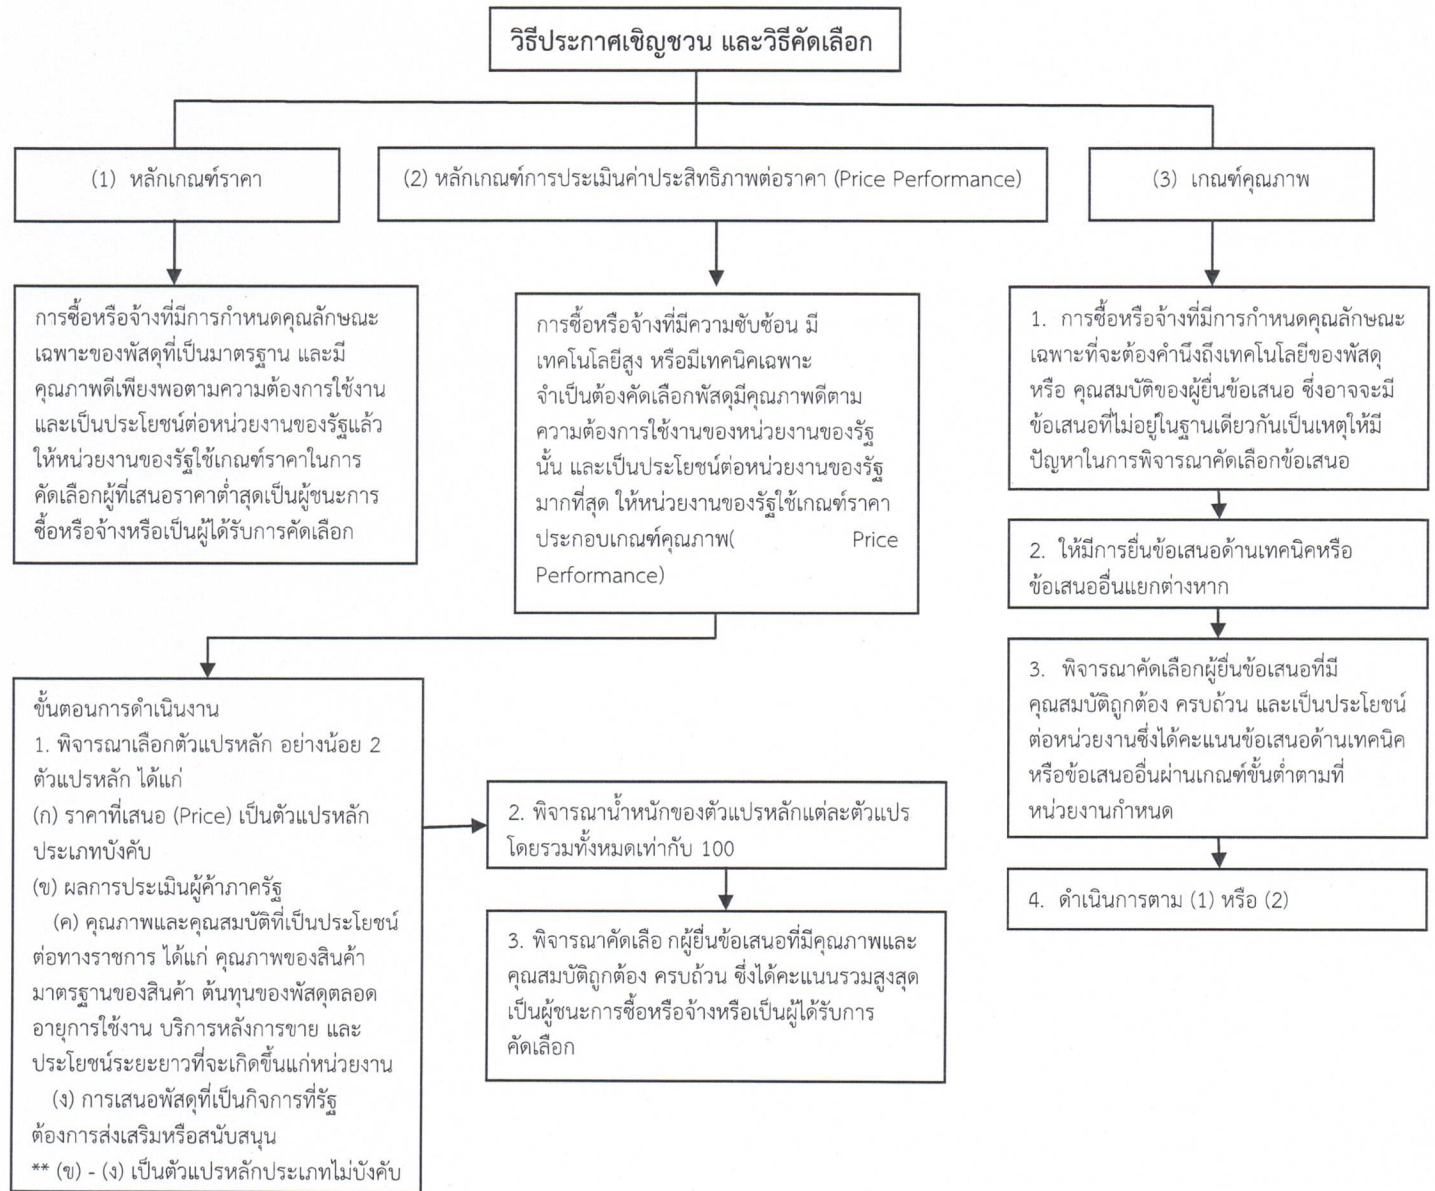 วิธีประกาศเชิญชวน และวิธีคัดเลือก
(1) หลักเกณฑ์ราคา
(2) หลักเกณฑ์การประเมินค่าประสิทธิภาพต่อราคา (Price Performance)
(3) เกณฑ์คุณภาพ
การซื้อหรือจ้างที่มีการกำหนดคุณลักษณะ
เฉพาะของพัสดุที่เป็นมาตรฐาน และมี
คุณภาพดีเพียงพอตามความต้องการใช้งาน
และเป็นประโยชน์ต่อหน่วยงานของรัฐแล้ว
ให้หน่วยงานของรัฐใช้เกณฑ์ราคาในการ
คัดเลือกผู้ที่เสนอราคาต่ำสุดเป็นผู้ชนะการ
ซื้อหรือจ้างหรือเป็นผู้ได้รับการคัดเลือก
การซื้อหรือจ้างที่มีความซับซ้อน มี
เทคโนโลยีสูง หรือมีเทคนิคเฉพาะ
จำเป็นต้องคัดเลือกพัสดุมีคุณภาพดีตาม
ความต้องการใช้งานของหน่วยงานของรัฐ
นั้น และเป็นประโยชน์ต่อหน่วยงานของรัฐ
มากที่สุด ให้หน่วยงานของรัฐใช้เกณฑ์ราคา
ประกอบเกณฑ์คุณภาพ( Price
Performance)
1. การซื้อหรือจ้างที่มีการกำหนดคุณลักษณะ
เฉพาะที่จะต้องคำนึงถึงเทคโนโลยีของพัสดุ
หรือ คุณสมบัติของผู้ยื่นข้อเสนอ ซึ่งอาจจะมี
ข้อเสนอที่ไม่อยู่ในฐานเดียวกันเป็นเหตุให้มี
ปัญหาในการพิจารณาคัดเลือกข้อเสนอ
2. ให้มีการยื่นข้อเสนอด้านเทคนิคหรือ
ข้อเสนออื่นแยกต่างหาก
3. พิจารณาคัดเลือกผู้ยื่นข้อเสนอที่มี
คุณสมบัติถูกต้อง ครบถ้วน และเป็นประโยชน์
ต่อหน่วยงานซึ่งได้คะแนนข้อเสนอด้านเทคนิค
หรือข้อเสนออื่นผ่านเกณฑ์ขั้นต่ำตามที่
หน่วยงานกำหนด
4. ดำเนินการตาม (1) หรือ (2)
ขั้นตอนการดำเนินงาน
1. พิจารณาเลือกตัวแปรหลัก อย่างน้อย 2
ตัวแปรหลัก ได้แก่
(ก) ราคาที่เสนอ (Price) เป็นตัวแปรหลัก
ประเภทบังคับ
(ข) ผลการประเมินผู้ค้าภาครัฐ
(ค) คุณภาพและคุณสมบัติที่เป็นประโยชน์
ต่อทางราชการ ได้แก่ คุณภาพของสินค้า
มาตรฐานของสินค้า ต้นทุนของพัสดุตลอด
อายุการใช้งาน บริการหลังการขาย และ
ประโยชน์ระยะยาวที่จะเกิดขึ้นแก่หน่วยงาน
(ง) การเสนอพัสดุที่เป็นกิจการที่รัฐ
ต้องการส่งเสริมหรือสนับสนุน
** (ข) - (ง) เป็นตัวแปรหลักประเภทไม่บังคับ
2. พิจารณาน้ำหนักของตัวแปรหลักแต่ละตัวแปร
โดยรวมทั้งหมดเท่ากับ 100
3. พิจารณาคัดเลือ กผู้ยื่นข้อเสนอที่มีคุณภาพและ
คุณสมบัติถูกต้อง ครบถ้วน ซึ่งได้คะแนนรวมสูงสุด
เป็นผู้ชนะการซื้อหรือจ้างหรือเป็นผู้ได้รับการ
คัดเลือก